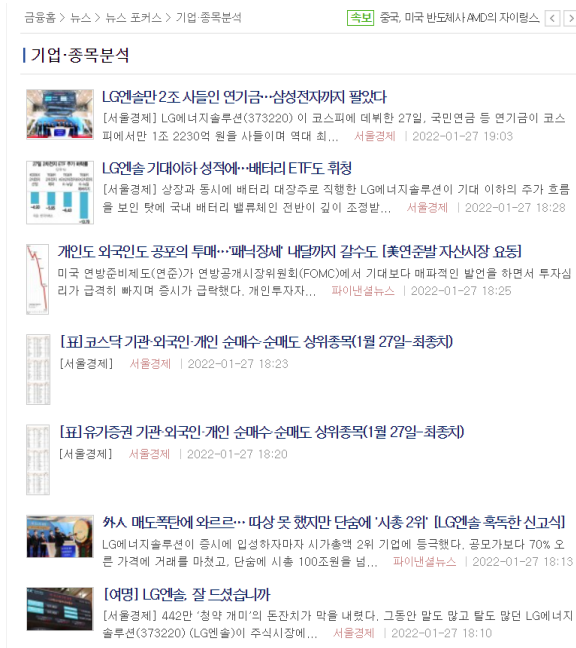 금융홈 > 뉴스 > 뉴스 포커스 > 기업·종목분석
속보 중국, 미국 반도체사 AMD의 자이링스
기업·종목분석
LG엔솔만 2조 사들인 연기금…삼성전자까지 팔았다
[서울경제] LG에너지솔루션(373220) 이 코스피에 데뷔한 27일, 국민연금 등 연기금이 코스
피에서만 1조 2230억 원을 사들이며 역대 최... 서울경제 | 2022-01-27 19:03
LG엔솔 기대이하 성적에…배터리 ETF도 휘청
[서울경제] 상장과 동시에 배터리 대장주로 직행한 LG에너지솔루션이 기대 이하의 주가 흐름
을 보인 탓에 국내 배터리 밸류체인 전반이 깊이 조정받... 서울경제 | 2022-01-27 18:28
개인도 외국인도 공포의 투매…'패닉장세' 내달까지 갈수도 [美연준발 자산시장 요동]
미국 연방준비제도(연준)가 연방공개시장위원회(FOMC)에서 기대보다 매파적인 발언을 하면서 투자심
리가 급격히 빠지며 증시가 급락했다. 개인투자자... 파이낸셜뉴스 | 2022-01-27 18:25
[표]코스닥 기관·외국인·개인 순매수·순매도 상위종목(1월 27일-최종치)
[서울경제] 서울경제 | 2022-01-27 18:23
[표]유가증권 기관·외국인·개인 순매수·순매도 상위종목(1월 27일-최종치)
[서울경제] 서울경제 | 2022-01-27 18:20
외人 매도폭탄에 와르르… 따상 못 했지만 단숨에 '시총 2위' [LG엔솔 혹독한 신고식]
LG에너지솔루션이 증시에 입성하자마자 시가총액 2위 기업에 등극했다. 공모가보다 70% 오
른 가격에 거래를 마쳤고, 단숨에 시총 100조원을 넘... 파이낸셜뉴스 | 2022-01-27 18:13
[여명] LG엔솔, 잘 드셨습니까
[서울경제] 442만 '청약 개미'의 돈잔치가 막을 내렸다. 그동안 말도 많고 탈도 많던 LG에너지
솔루션(373220) (LG엔솔)이 주식시장에... 서울경제 | 2022-01-27 18:10